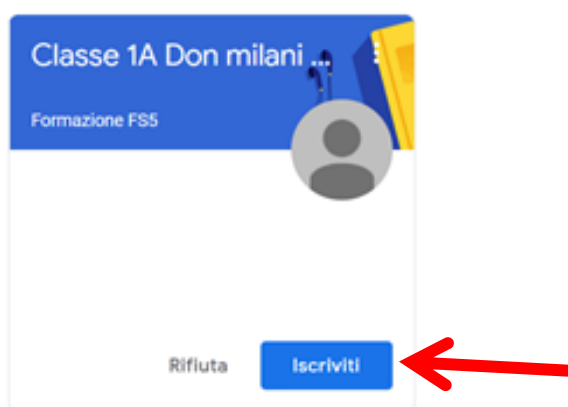 Classe 1A Don milani ...
Formazione FS5
Rifiuta Iscriviti